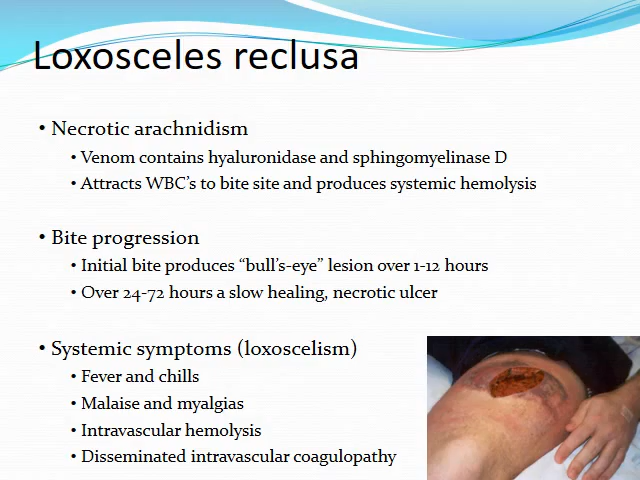 Loxosceles reclusa
• Necrotic arachnidism
• Venom contains hyaluronidase and sphingomyelinase D
• Attracts WBC's to bite site and produces systemic hemolysis
• Bite progression
• Initial bite produces “bull's-eye” lesion over 1-12 hours
• Over 24-72 hours a slow healing, necrotic ulcer
• Systemic symptoms (loxoscelism)
• Fever and chills
• Malaise and myalgias
• Intravascular hemolysis
• Disseminated intravascular coagulopathy